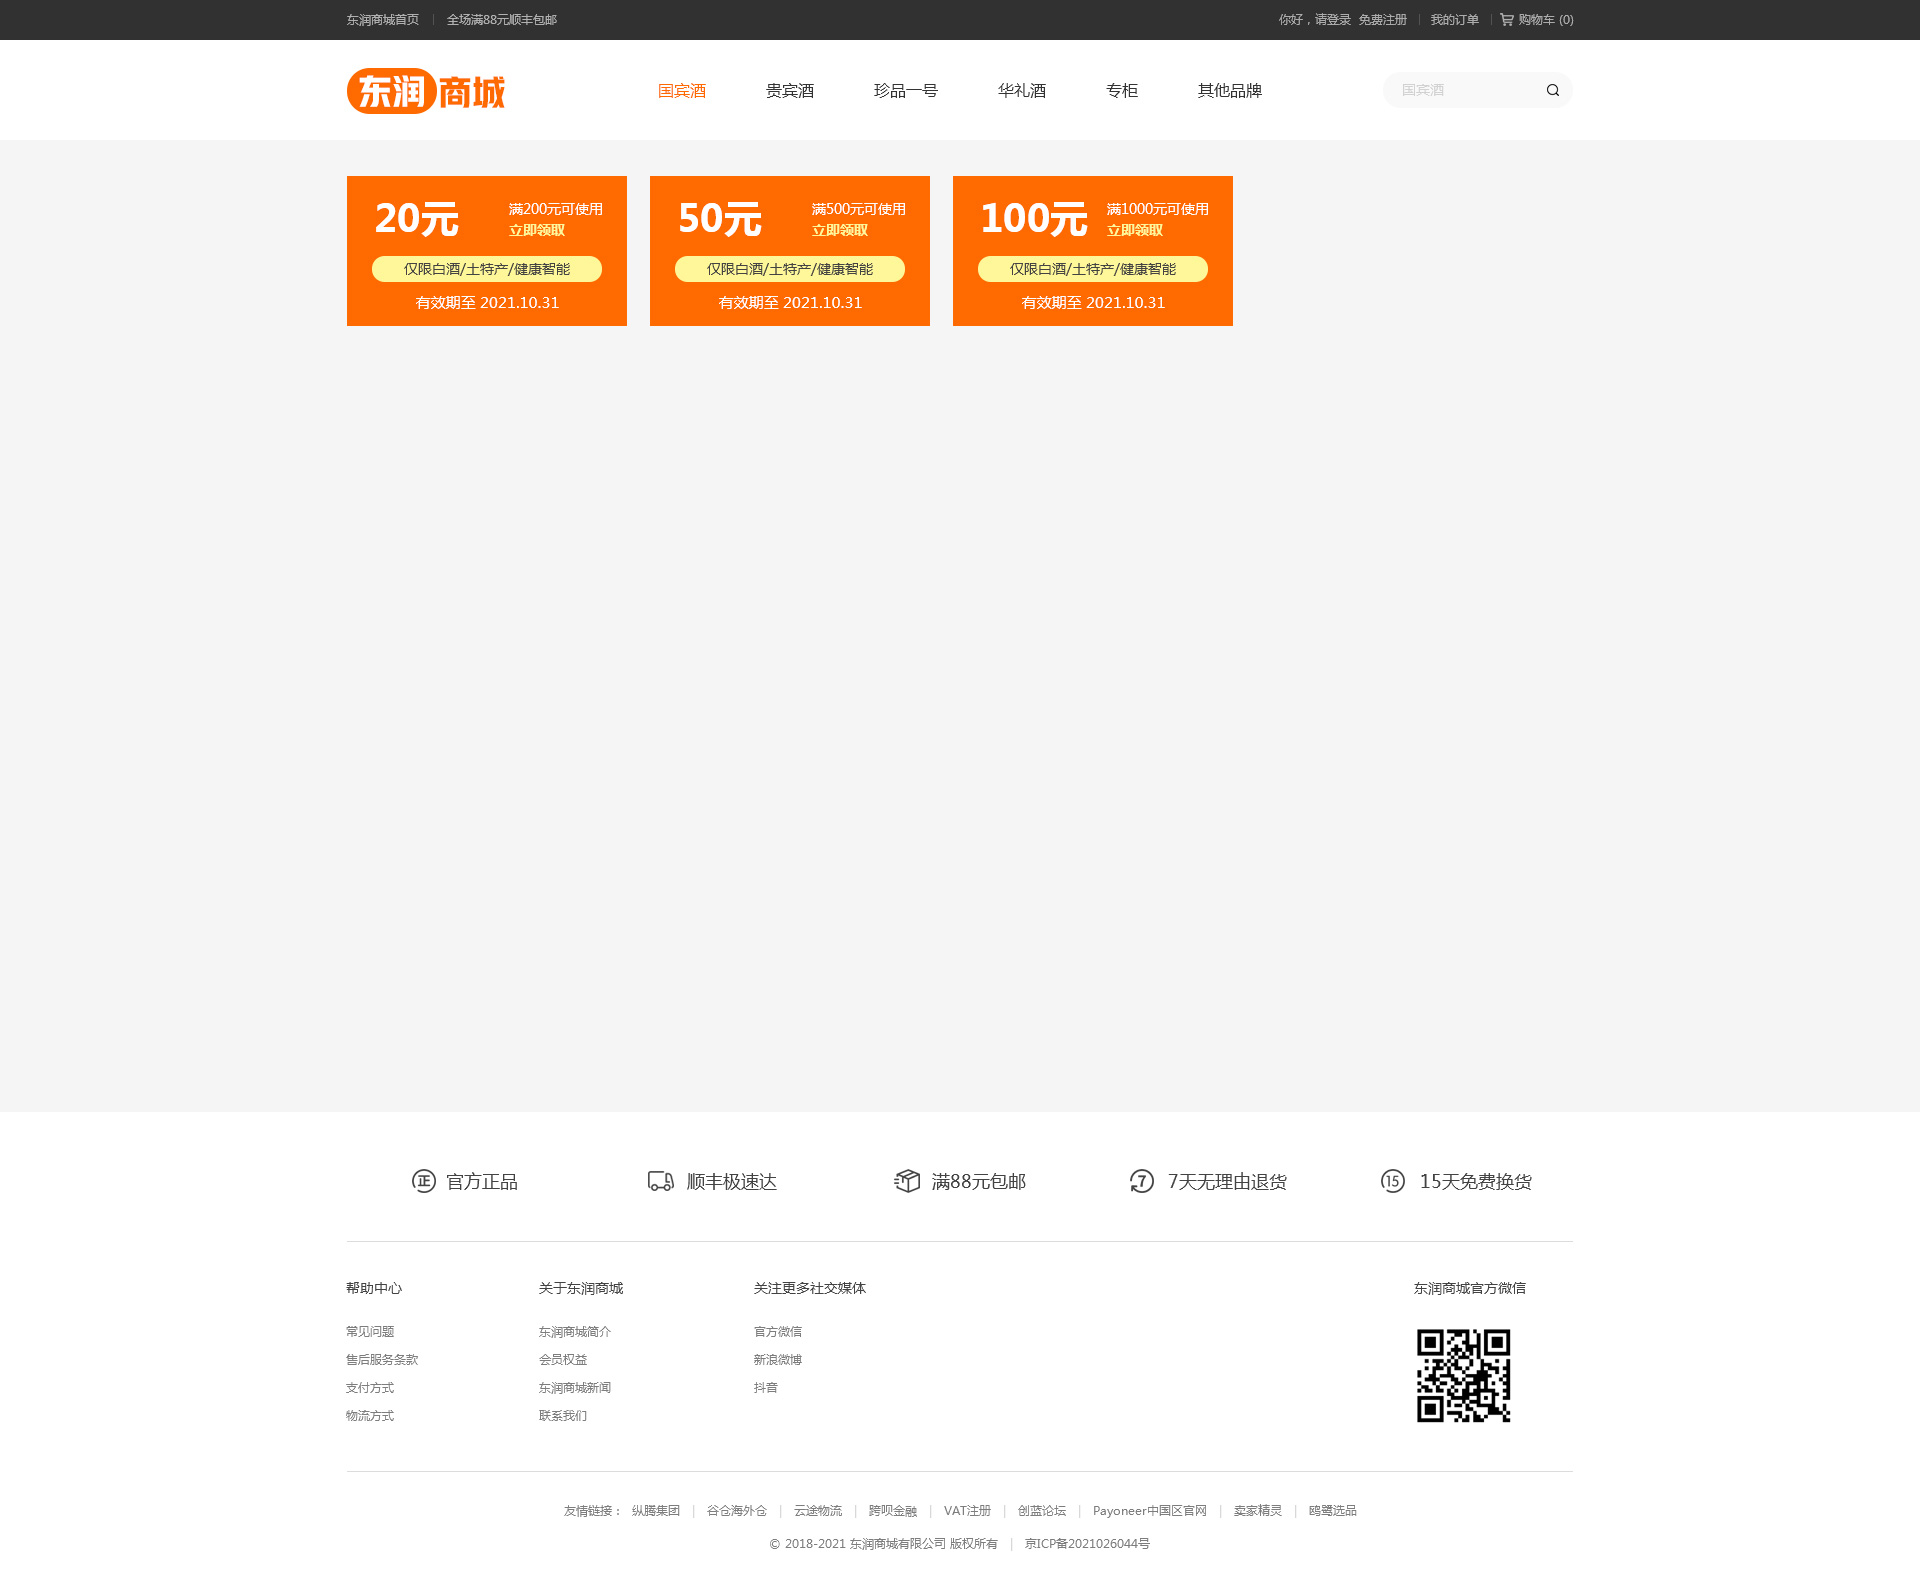 东润商城首页 | 全场满88元顺丰包邮 你好，请登录 免费注册 | 我的订单 | 购物车 (0)
东润商城 国宾酒 贵宾酒 珍品一号 华礼酒 专柜 其他品牌 国宾酒
20元 满200元可使用 立即领取
仅限白酒/土特产/健康智能
有效期至 2021.10.31
50元 满500元可使用 立即领取
仅限白酒/土特产/健康智能
有效期至 2021.10.31
100元 满1000元可使用 立即领取
仅限白酒/土特产/健康智能
有效期至 2021.10.31
正 官方正品 顺丰极速达 满88元包邮 7 7天无理由退货 15 15天免费换货
帮助中心
常见问题
售后服务条款
支付方式
物流方式
关于东润商城
东润商城简介
会员权益
东润商城新闻
联系我们
关注更多社交媒体
官方微信
新浪微博
抖音
东润商城官方微信
友情链接： 纵腾集团 | 谷仓海外仓 | 云途物流 | 跨呗金融 | VAT注册 | 创蓝论坛 | Payoneer中国区官网 | 卖家精灵 | 鸥鹭选品
© 2018-2021 东润商城有限公司 版权所有 | 京ICP备2021026044号